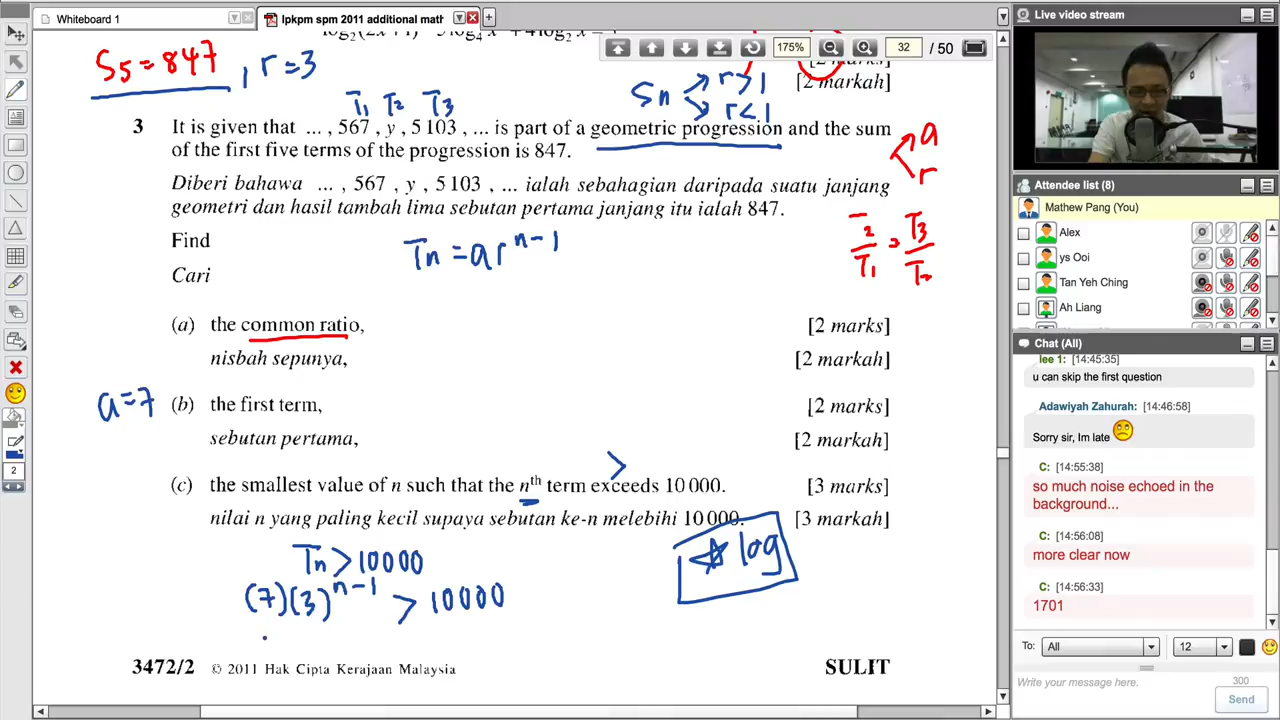 Whiteboard 1
lpkpm spm 2011 additional math
175%
32 / 50
S5 = 847, r = 3
[2 markah]
Sn r > 1
r < 1
T1 T2 T3
3 It is given that ... , 567 , y , 5 103 , ... is part of a geometric progression and the sum
of the first five terms of the progression is 847.
a
r
Diberi bahawa ... , 567 , y , 5 103 , ... ialah sebahagian daripada suatu janjang
geometri dan hasil tambah lima sebutan pertama janjang itu ialah 847.
T2/T1 = T3/T2
Find
Tn = ar^n-1
Cari
(a) the common ratio, [2 marks]
nisbah sepunya, [2 markah]
a = 7
(b) the first term, [2 marks]
sebutan pertama, [2 markah]
>
(c) the smallest value of n such that the nth term exceeds 10 000. [3 marks]
nilai n yang paling kecil supaya sebutan ke-n melebihi 10 000. [3 markah]
log
Tn > 10000
(7)(3)^n-1 > 10000
3472/2 © 2011 Hak Cipta Kerajaan Malaysia SULIT
2
Live video stream
Attendee list (8)
Mathew Pang (You)
Alex
ys Ooi
Tan Yeh Ching
Ah Liang
Chat (All)
lee 1: [14:45:35]
u can skip the first question
Adawiyah Zahurah: [14:46:58]
Sorry sir, Im late
C: [14:55:38]
so much noise echoed in the
background...
C: [14:56:08]
more clear now
C: [14:56:33]
1701
To: All 12
Write your message here. 300
Send